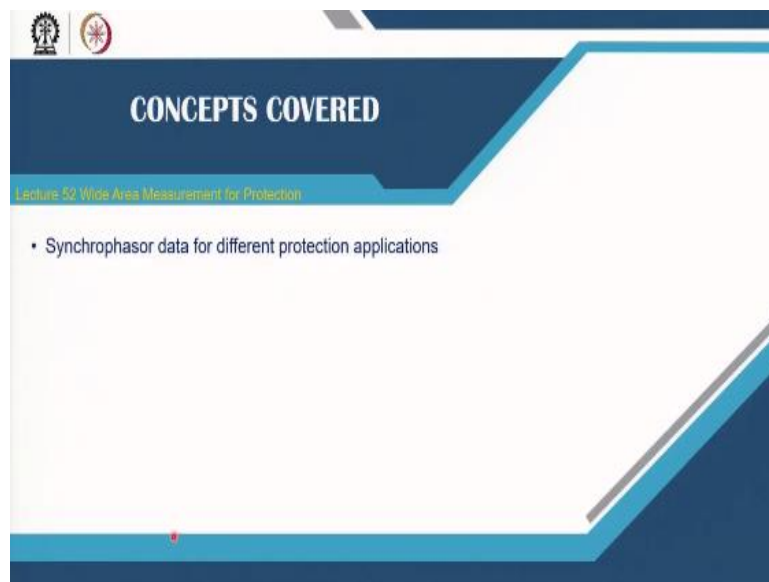 CONCEPTS COVERED
Lecture 52 Wide Area Measurement for Protection
• Synchrophasor data for different protection applications